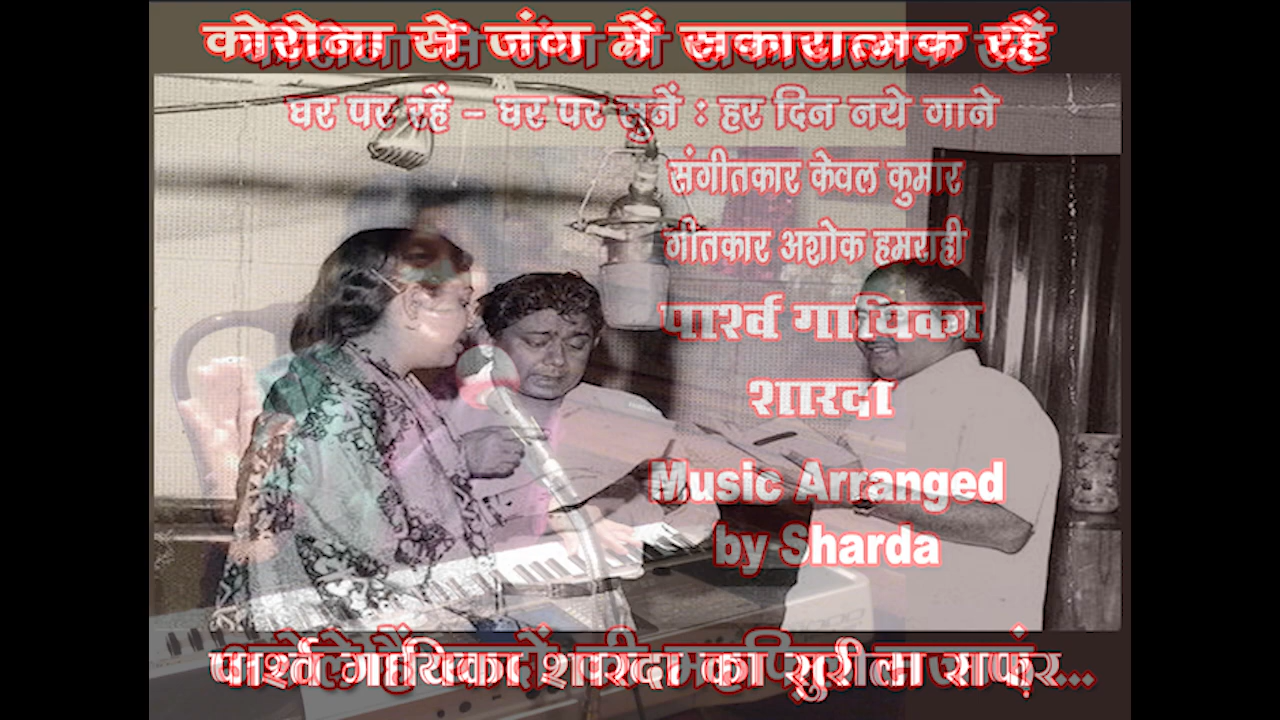 कोरोना से जंग में सकारात्मक रहें
घर पर रहें – घर पर सुनें : हर दिन नये गाने
संगीतकार केवल कुमार
गीतकार अशोक हमराही
पार्श्व गायिका
शारदा
Music Arranged
by Sharda
पार्श्व गायिका शारदा का सुरीला सफ़र...